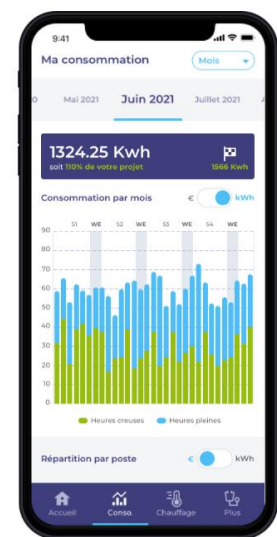 9:41
Ma consommation
Mois
Mai 2021
Juin 2021
Juillet 2021
1324.25 Kwh
soit 110% de votre projet
1566 Kwh
Consommation par mois
€
kWh
S1 WE S2 WE S3 WE S4 WE
90
80
70
60
50
40
30
20
10
0
Heures creuses
Heures pleines
Répartition par poste
€
kWh
Accueil
Conso.
Chauffage
Plus